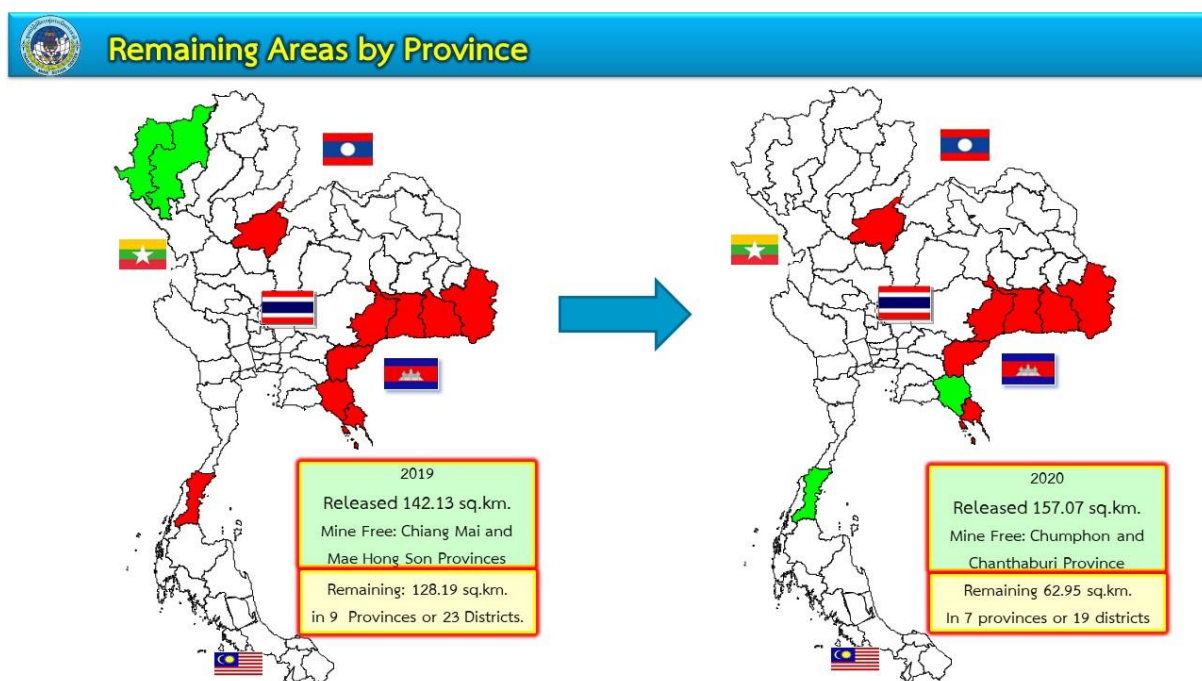 Remaining Areas by Province
2019
Released 142.13 sq.km.
Mine Free: Chiang Mai and
Mae Hong Son Provinces
Remaining: 128.19 sq.km.
in 9 Provinces or 23 Districts.
2020
Released 157.07 sq.km.
Mine Free: Chumphon and
Chanthaburi Province
Remaining 62.95 sq.km.
In 7 provinces or 19 districts